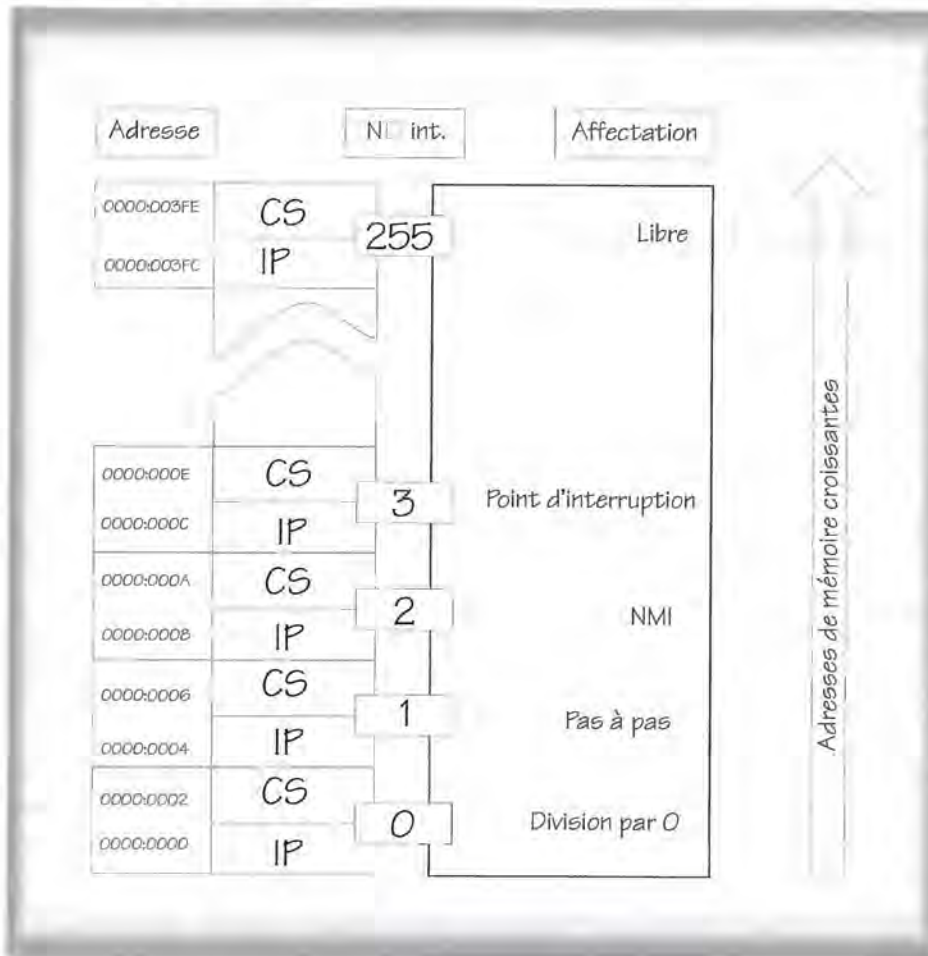 Adresse N□ int. Affectation
0000:003FE CS
255 Libre
0000:003FC IP
0000:000E CS
3 Point d'interruption
0000:000C IP
0000:000A CS
2 NMI
0000:0008 IP
0000:0006 CS
1 Pas à pas
0000:0004 IP
0000:0002 CS
0 Division par 0
0000:0000 IP
Adresses de mémoire croissantes